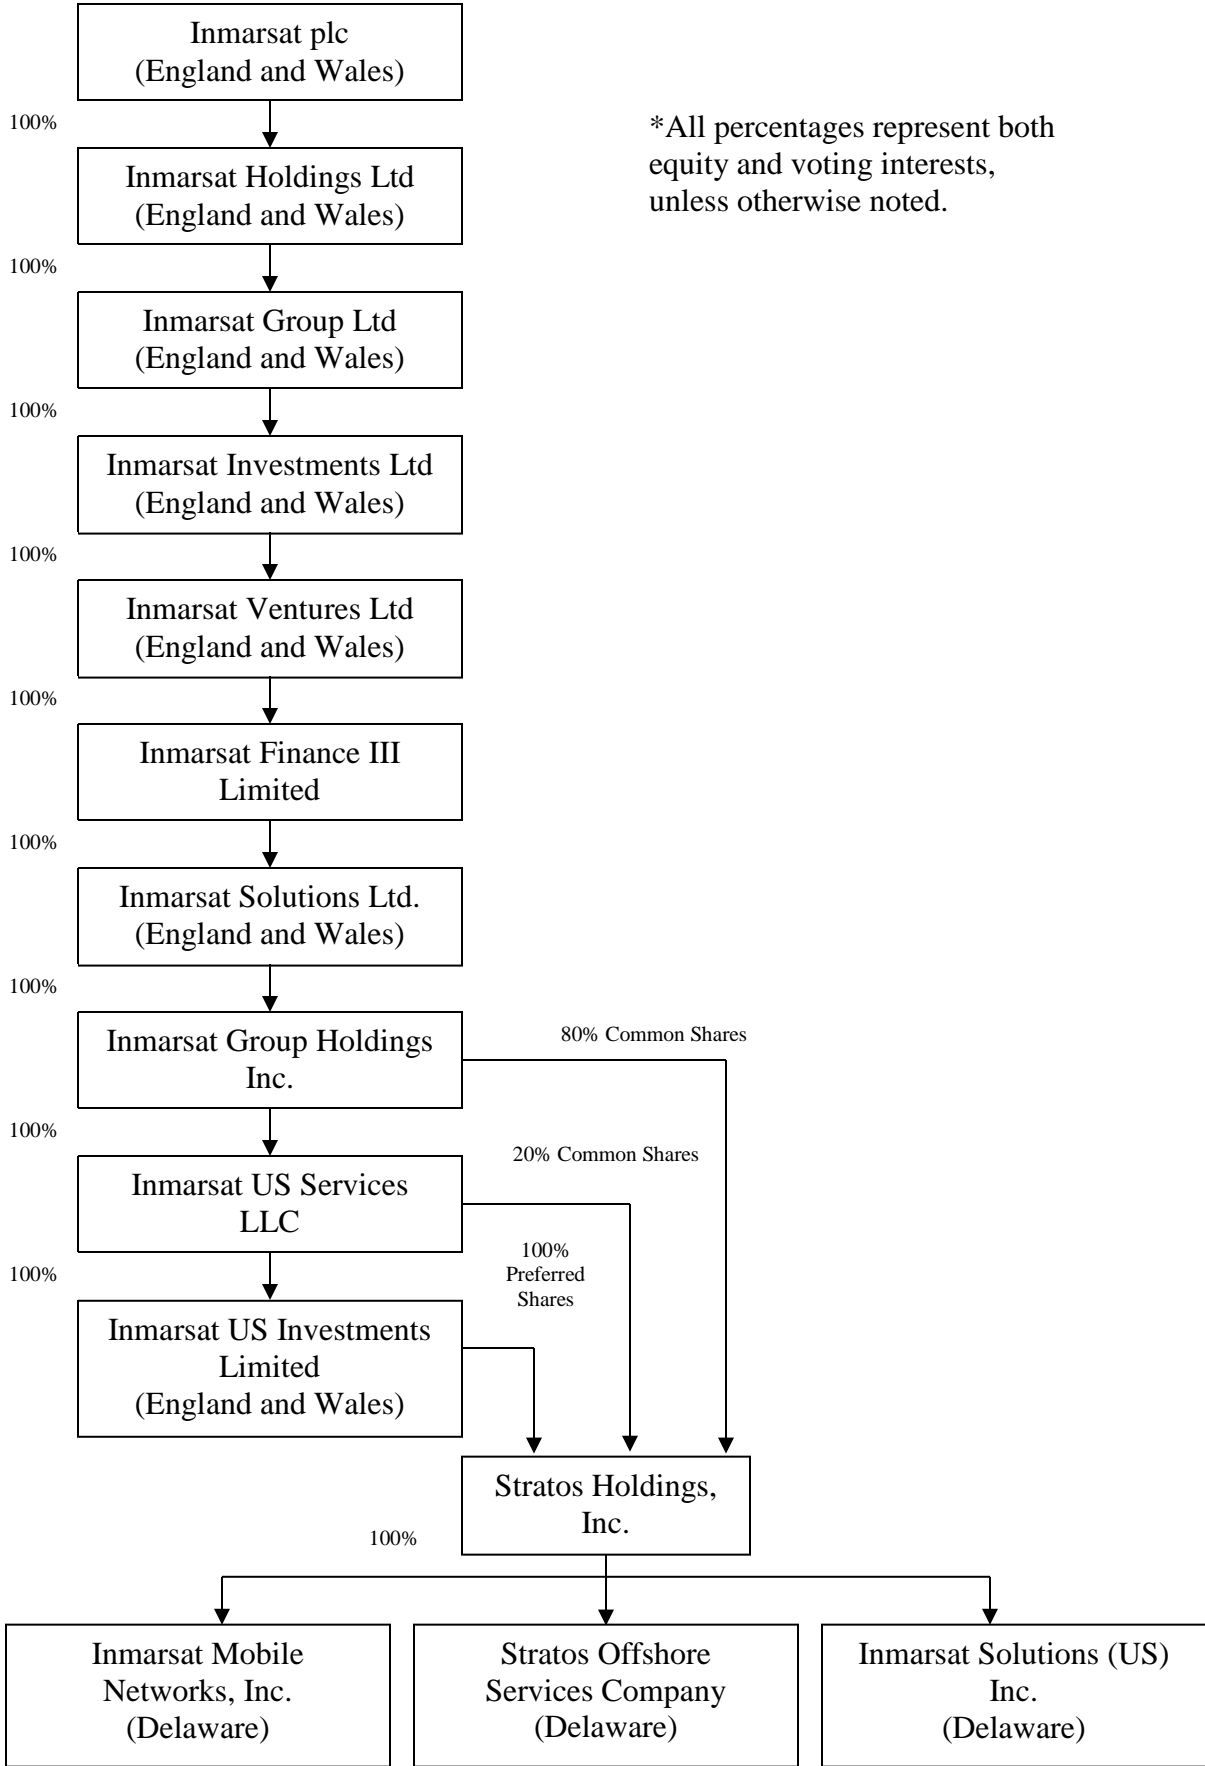 Inmarsat plc
(England and Wales)
100%
*All percentages represent both
equity and voting interests,
unless otherwise noted.
Inmarsat Holdings Ltd
(England and Wales)
100%
Inmarsat Group Ltd
(England and Wales)
100%
Inmarsat Investments Ltd
(England and Wales)
100%
Inmarsat Ventures Ltd
(England and Wales)
100%
Inmarsat Finance III
Limited
100%
Inmarsat Solutions Ltd.
(England and Wales)
100%
Inmarsat Group Holdings
Inc.
80% Common Shares
100%
Inmarsat US Services
LLC
20% Common Shares
100%
Inmarsat US Investments
Limited
(England and Wales)
100%
Preferred
Shares
Stratos Holdings,
Inc.
100%
Inmarsat Mobile
Networks, Inc.
(Delaware)
Stratos Offshore
Services Company
(Delaware)
Inmarsat Solutions (US)
Inc.
(Delaware)